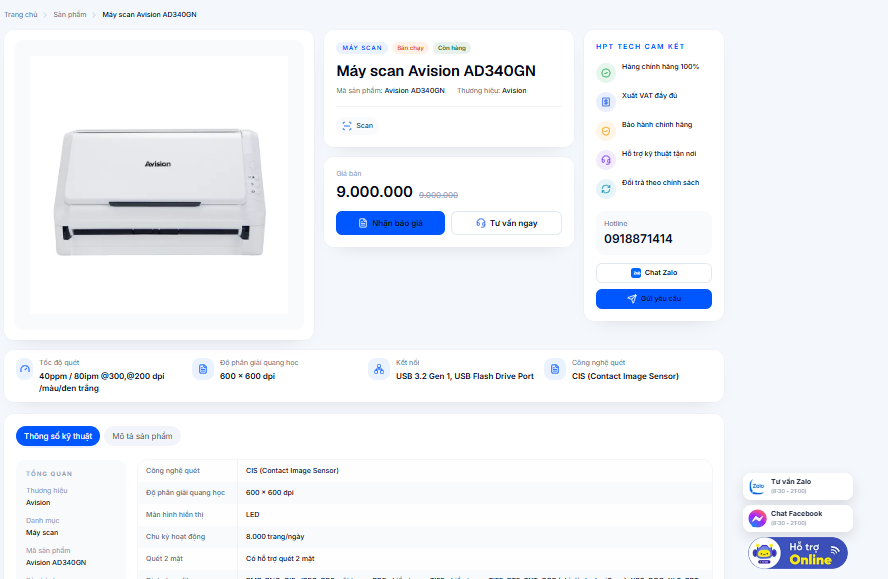 Trang chủ > Sản phẩm > Máy scan Avision AD340GN
Avision
MÁY SCAN Bán chạy Còn hàng
Máy scan Avision AD340GN
Mã sản phẩm: Avision AD340GN Thương hiệu: Avision
Scan
Giá bán
9.000.000 9.000.000
Nhận báo giá Tư vấn ngay
HPT TECH CAM KẾT
Hàng chính hãng 100%
Xuất VAT đầy đủ
Bảo hành chính hãng
Hỗ trợ kỹ thuật tận nơi
Đổi trả theo chính sách
Hotline
0918871414
Chat Zalo
Gửi yêu cầu
Tốc độ quét
40ppm / 80ipm @300,@200 dpi
/màu/đen trắng
Độ phân giải quang học
600 × 600 dpi
Kết nối
USB 3.2 Gen 1, USB Flash Drive Port
Công nghệ quét
CIS (Contact Image Sensor)
Thông số kỹ thuật Mô tả sản phẩm
TỔNG QUAN
Thương hiệu
Avision
Danh mục
Máy scan
Mã sản phẩm
Avision AD340GN
Công nghệ quét CIS (Contact Image Sensor)
Độ phân giải quang học 600 × 600 dpi
Màn hình hiển thị LED
Chu kỳ hoạt động 8.000 trang/ngày
Quét 2 mặt Có hỗ trợ quét 2 mặt
Zalo
Tư vấn Zalo
(8:30 - 21:00)
Chat Facebook
(8:30 - 21:00)
Hỗ trợ
Online